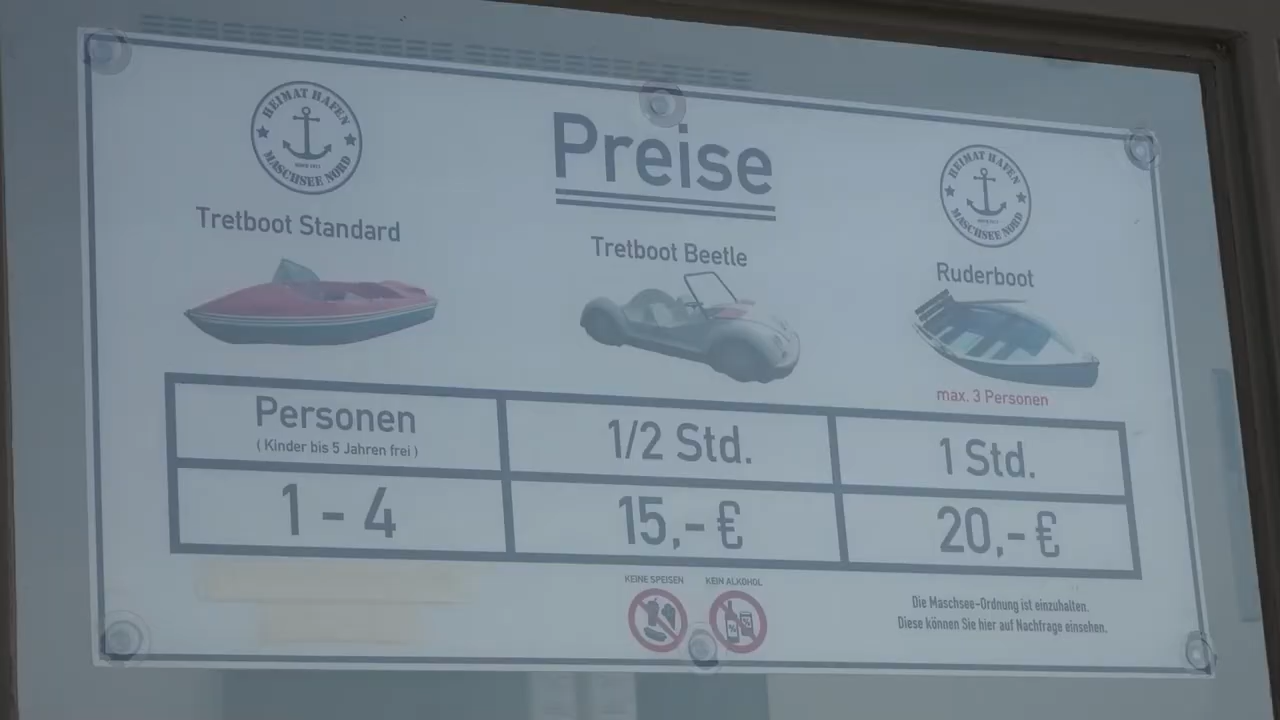 HEIMAT HAFEN
MASCHSEE NORD
Preise
HEIMAT HAFEN
MASCHSEE NORD
Tretboot Standard
Tretboot Beetle
Ruderboot
max. 3 Personen
Personen
( Kinder bis 5 Jahren frei )
1/2 Std.
1 Std.
1 - 4
15,- €
20,- €
KEINE SPEISEN
KEIN ALKOHOL
Die Maschsee-Ordnung ist einzuhalten.
Diese können Sie hier auf Nachfrage einsehen.